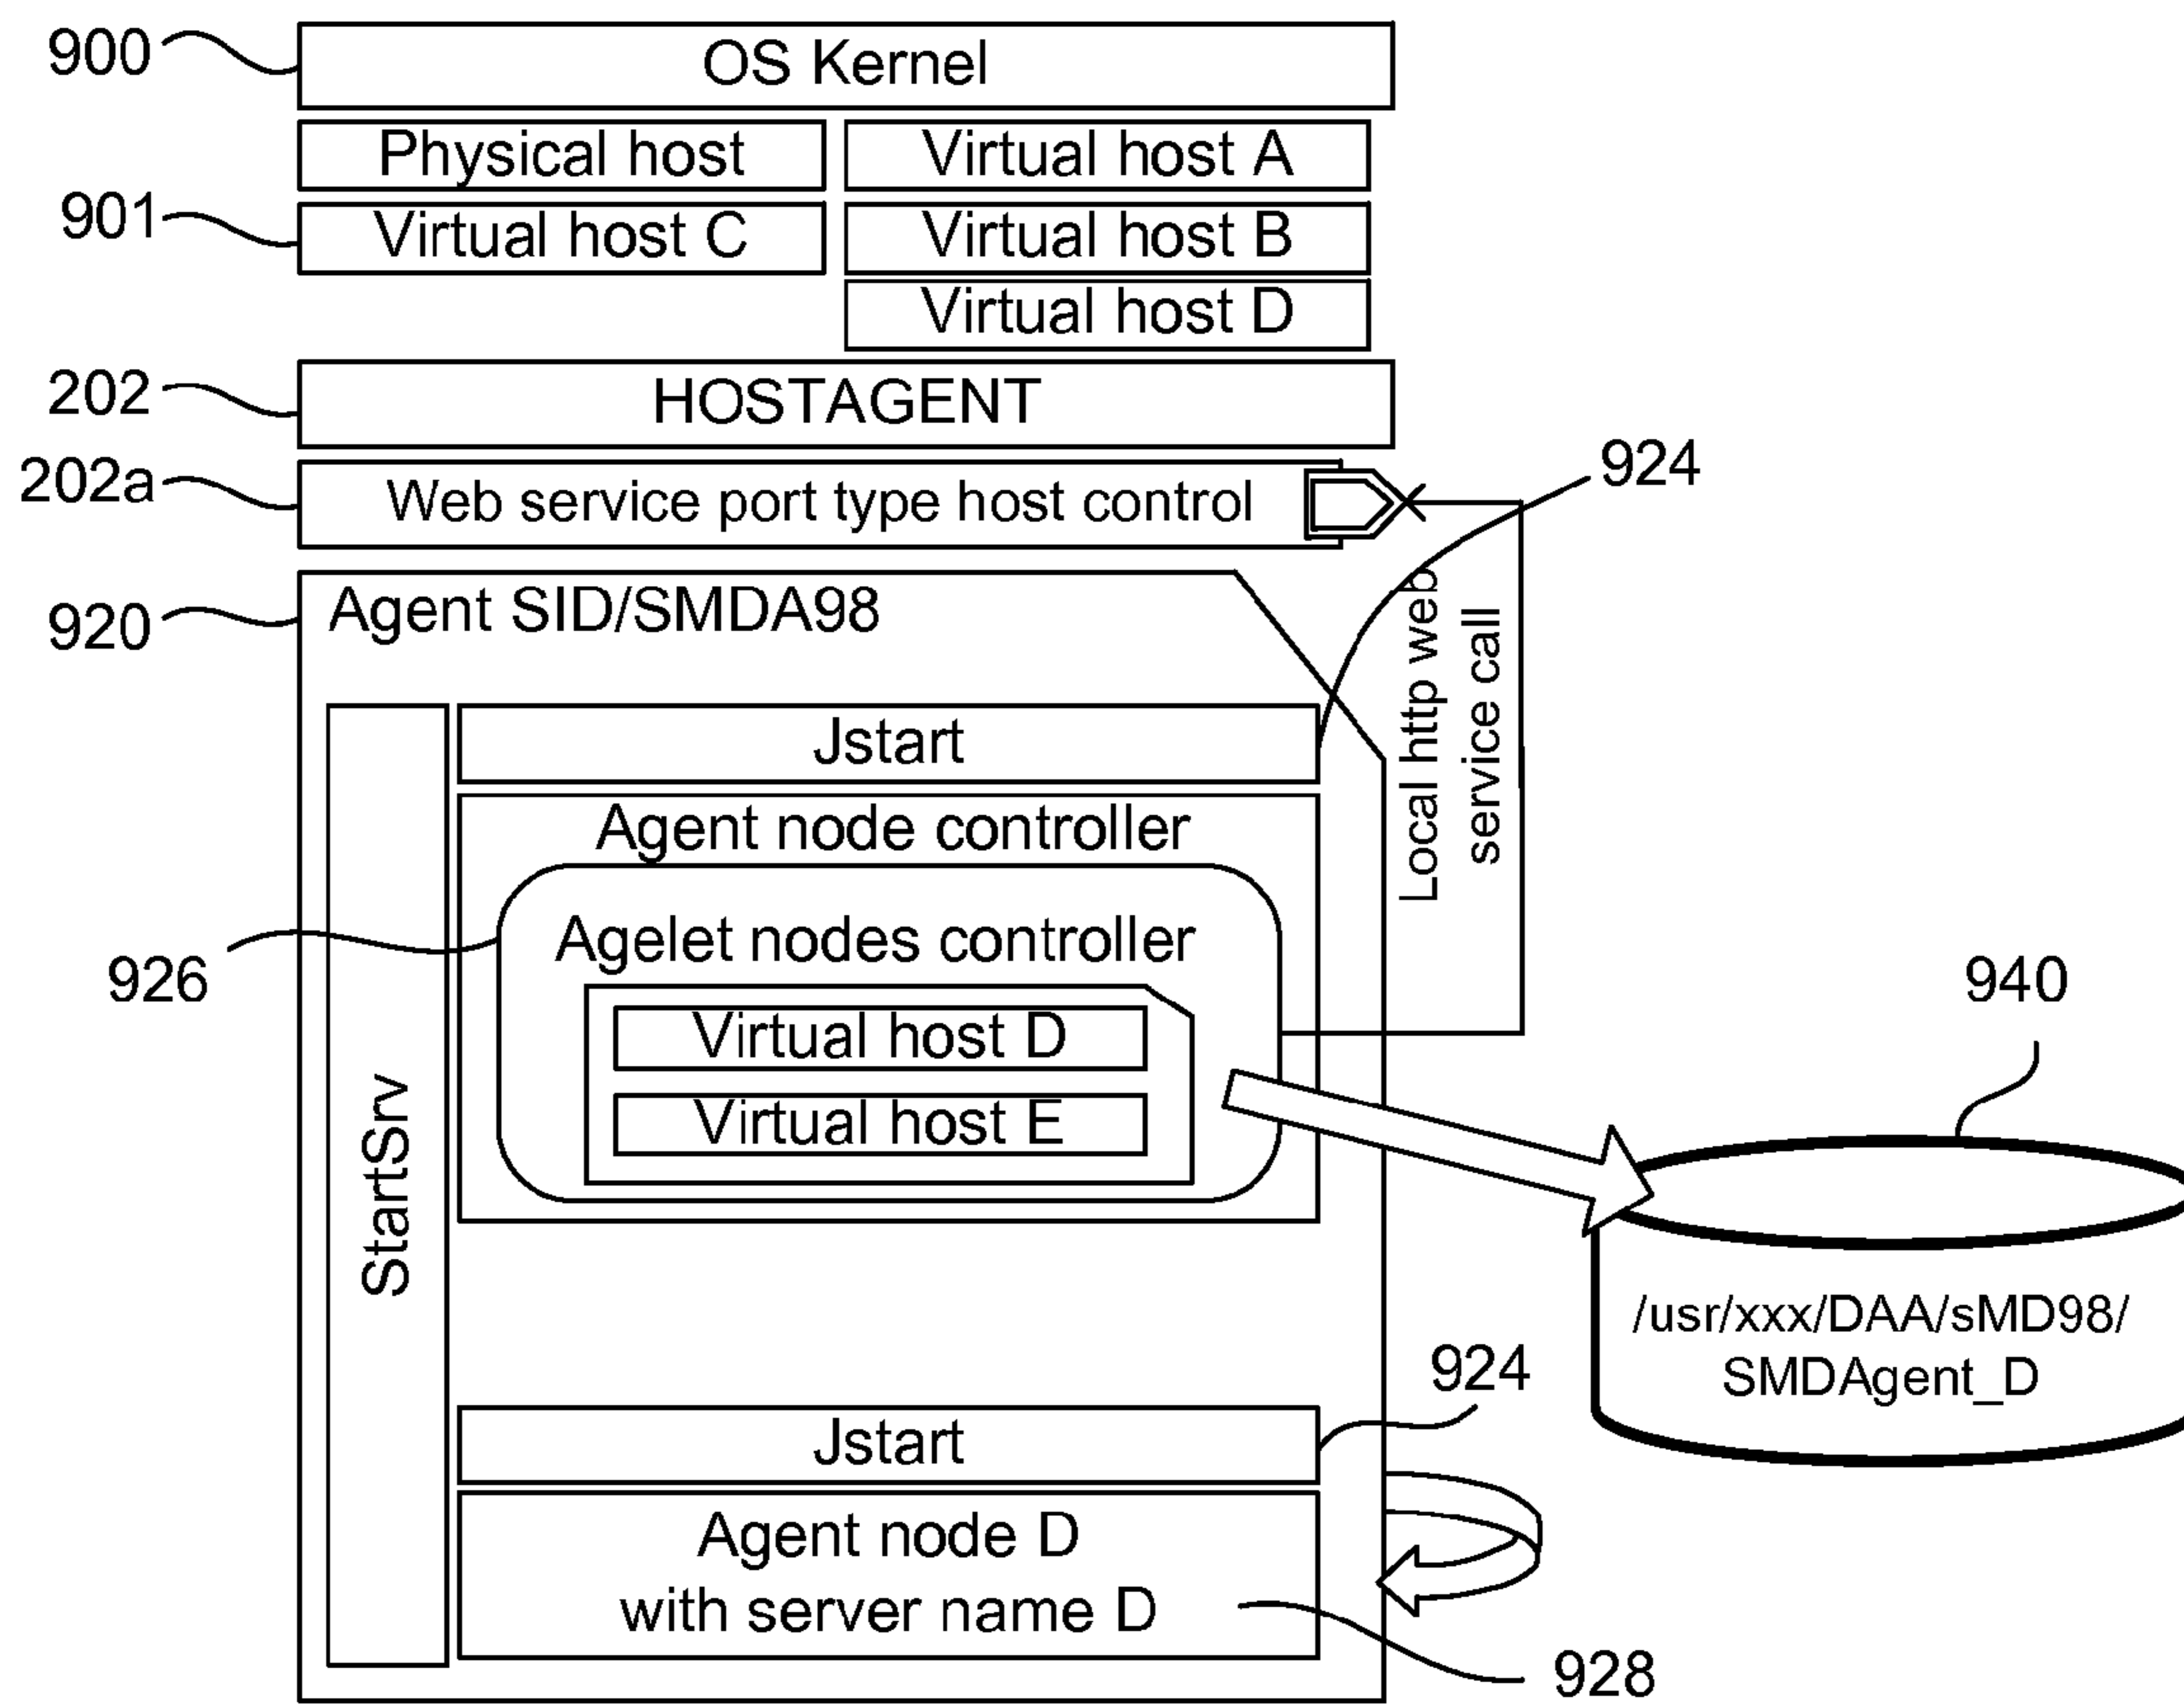 900
OS Kernel
Physical host
Virtual host A
901
Virtual host C
Virtual host B
Virtual host D
202
HOSTAGENT
202a
Web service port type host control
924
920
Agent SID/SMDA98
Local http web
service call
Jstart
Agent node controller
Agelet nodes controller
926
Virtual host D
Virtual host E
StartSrv
940
/usr/xxx/DAA/sMD98/
SMDAgent_D
924
Jstart
Agent node D
with server name D
928